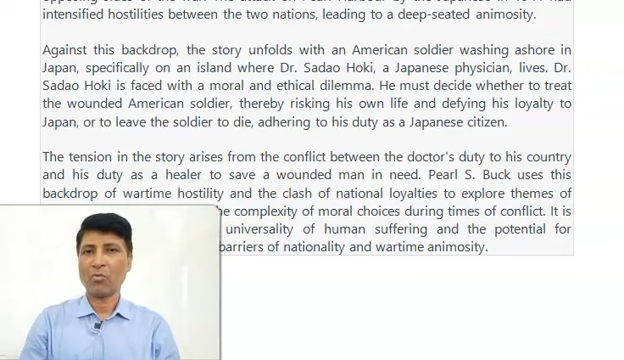 intensified hostilities between the two nations, leading to a deep-seated animosity.
Against this backdrop, the story unfolds with an American soldier washing ashore in
Japan, specifically on an island where Dr. Sadao Hoki, a Japanese physician, lives. Dr.
Sadao Hoki is faced with a moral and ethical dilemma. He must decide whether to treat
the wounded American soldier, thereby risking his own life and defying his loyalty to
Japan, or to leave the soldier to die, adhering to his duty as a Japanese citizen.
The tension in the story arises from the conflict between the doctor's duty to his country
and his duty as a healer to save a wounded man in need. Pearl S. Buck uses this
backdrop of wartime hostility and the clash of national loyalties to explore themes of
complexity of moral choices during times of conflict. It is
universality of human suffering and the potential for
barriers of nationality and wartime animosity.